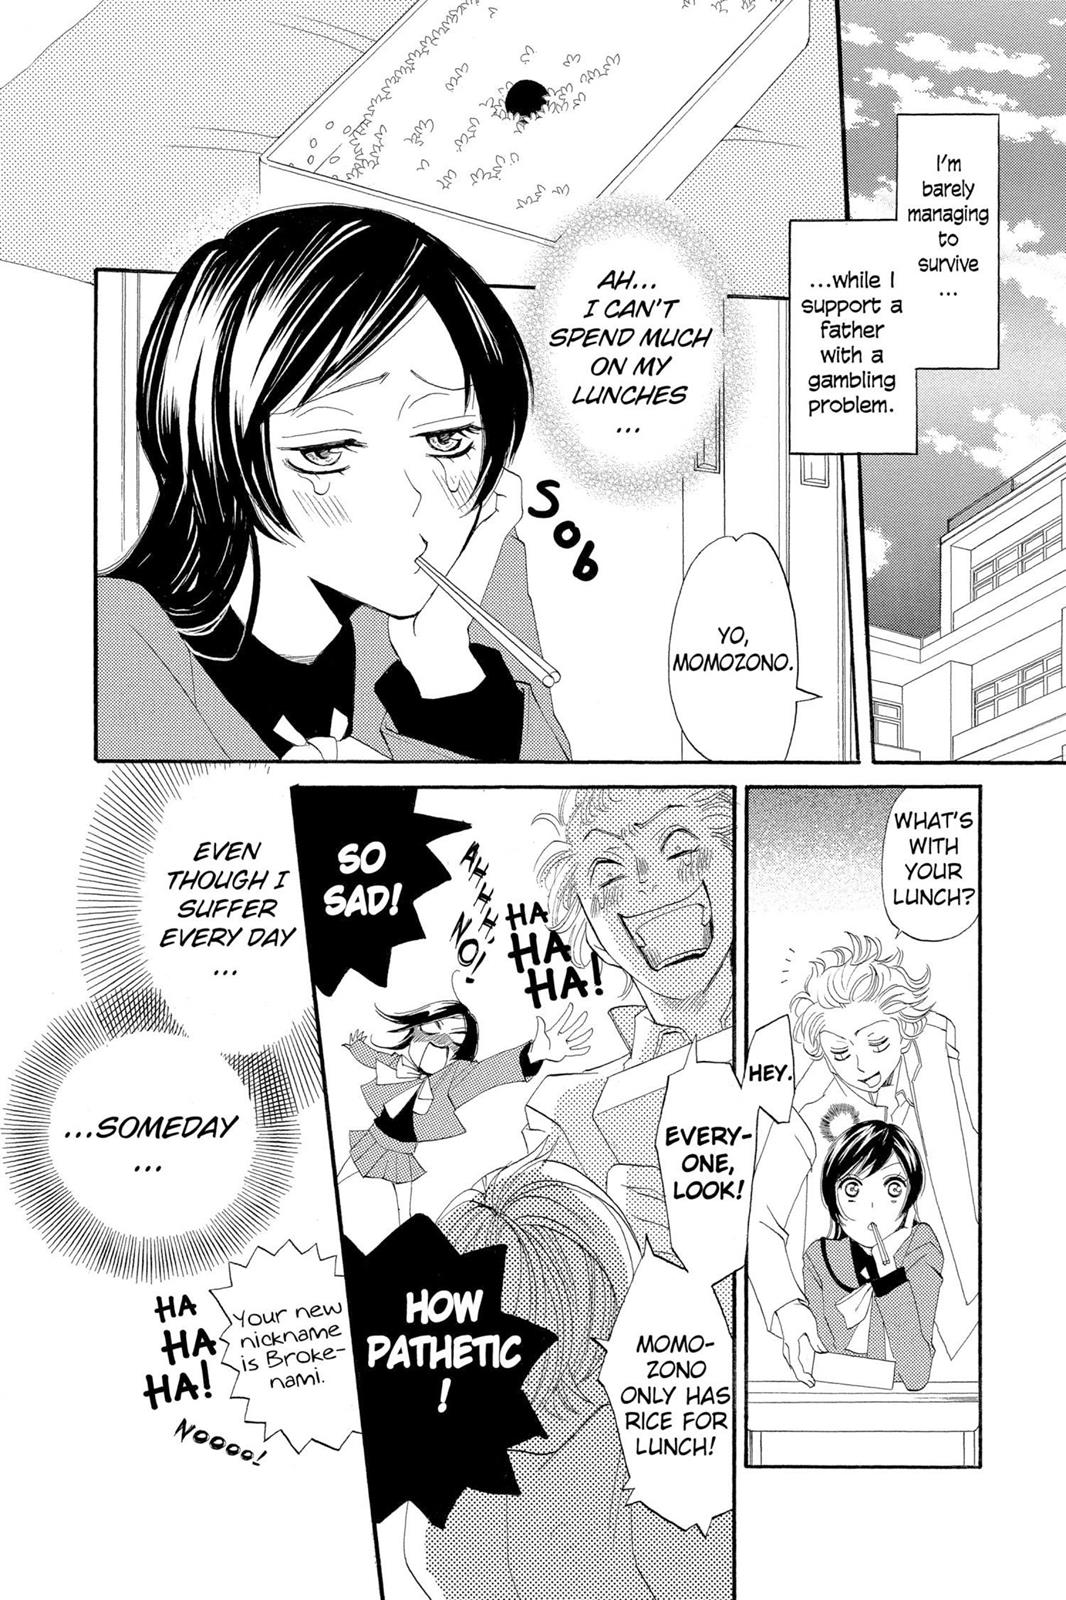 I'm
barely
managing
to
survive
...
...while I
support a
father
with a
gambling
problem.
AH...
I CAN'T
SPEND MUCH
ON MY
LUNCHES
...
SOB
YO,
MOMOZONO.
WHAT'S
WITH
YOUR
LUNCH?
HEY.
EVERY-
ONE,
LOOK!
MOMO-
ZONO
ONLY HAS
RICE FOR
LUNCH!
HA
HA
HA!
AHHH,
NO!
SO
SAD!
HOW
PATHETIC
!
EVEN
THOUGH I
SUFFER
EVERY DAY
...
...SOMEDAY
...
Your new
nickname
is Broke-
nami.
HA
HA
HA!
NOOOO!